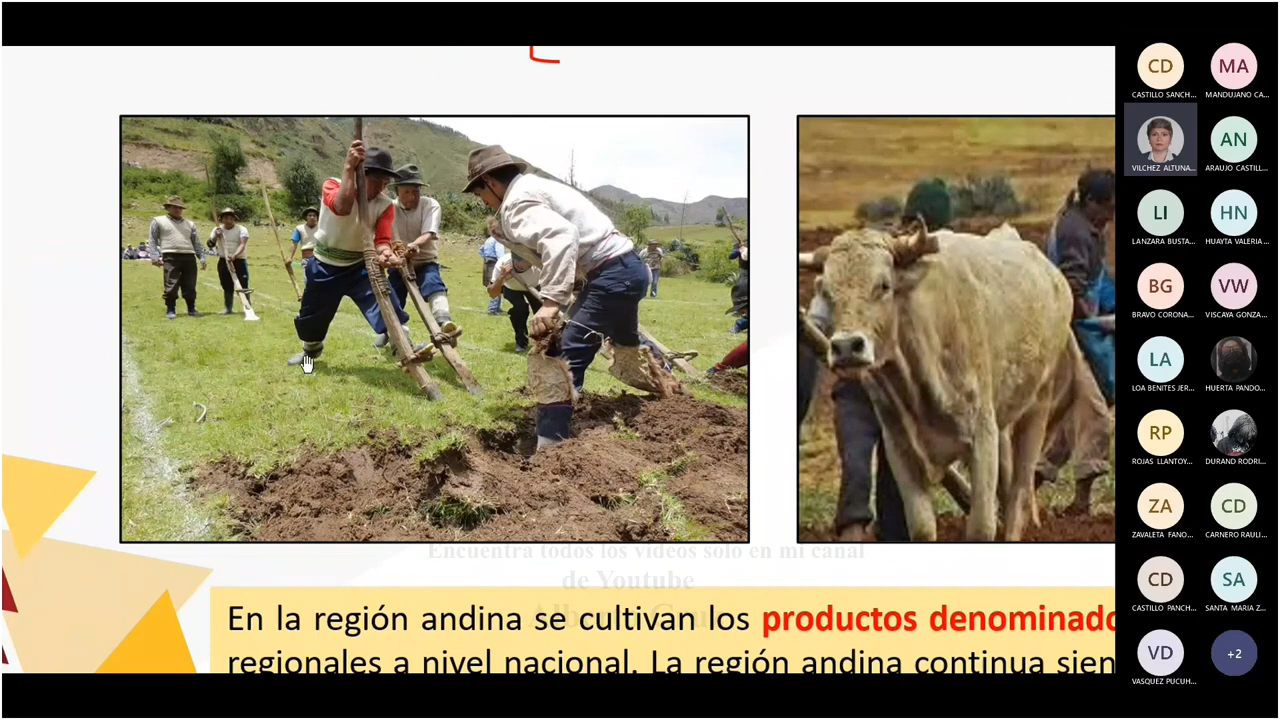 CD
MA
CASTILLO SANCH...
MANDUJANO CA...
AN
VILCHEZ ALTUNA...
ARAUJO CASTILL...
LI
HN
LANZARA BUSTA...
HUAYTA VALERIA ...
BG
VW
BRAVO CORONA...
VISCAYA GONZA...
LA
LOA BENITES JER...
HUERTA PANDO...
RP
ROJAS LLANTOY...
DURAND RODRI...
ZA
CD
ZAVALETA FANO...
CARNERO RAULI...
CD
SA
CASTILLO PANCH...
SANTA MARIA Z...
VD
+2
VASQUEZ PUCUH...
Encuentra todos los videos solo en mi canal
de Youtube
En la región andina se cultivan los productos denominado
regionales a nivel nacional. La región andina continua sien